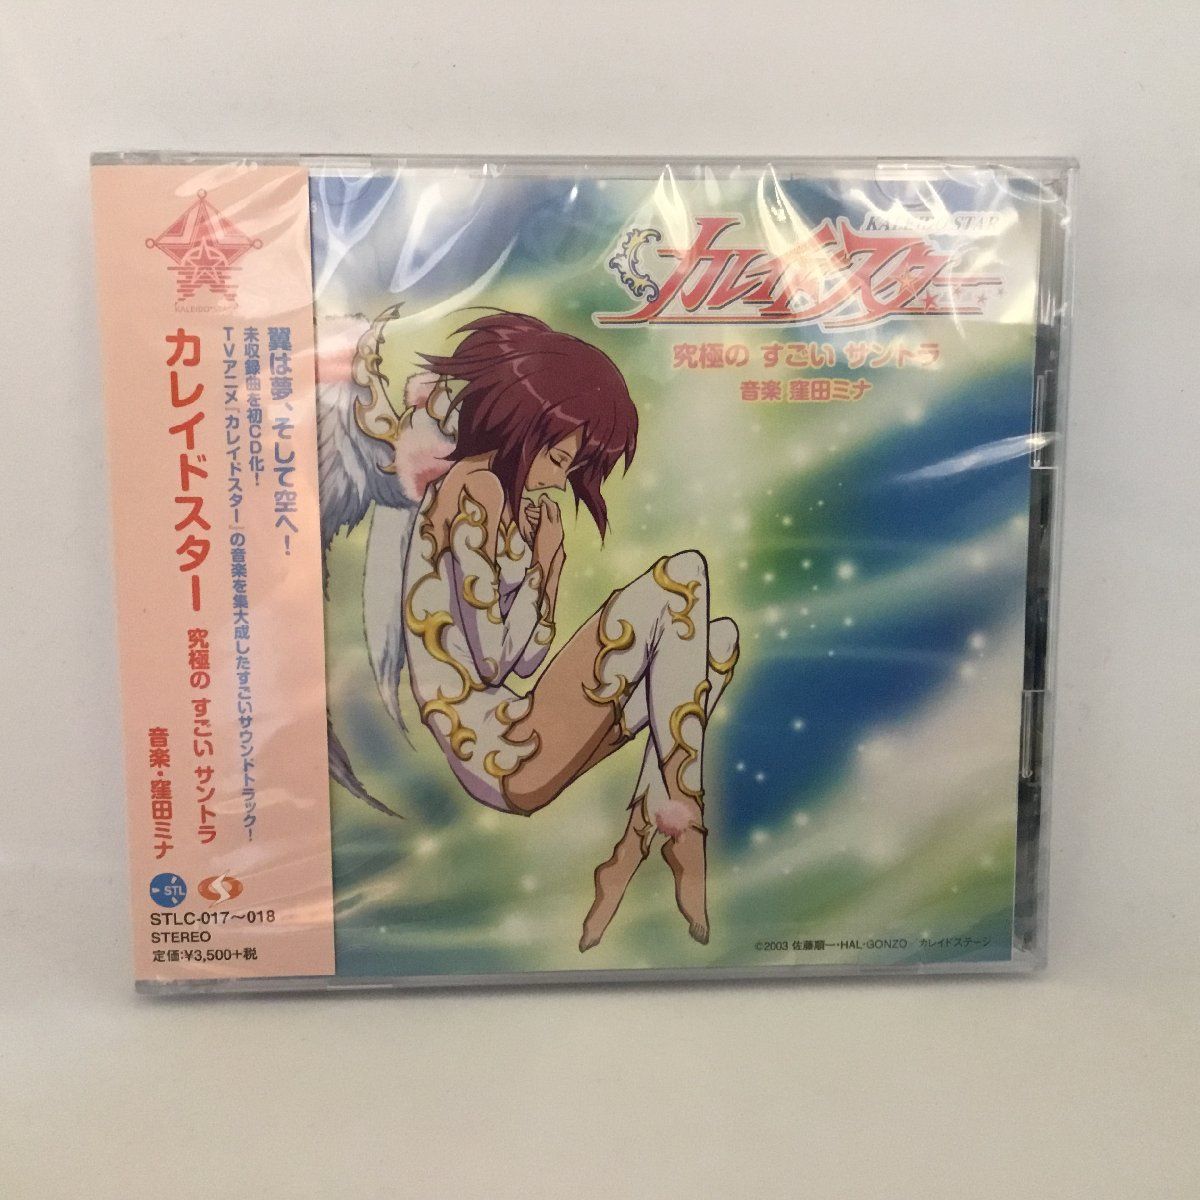 KALEIDO STAR
カレイドスター 究極の すごい サントラ
音楽・窪田ミナ
翼は夢、そして空へ!
未収録曲を初CD化!
TVアニメ『カレイドスター』の音楽を集大成したすごいサウンドトラック!
STL
STLC-017〜018
STEREO
定価:¥3,500+税
KALEIDO STAR
カレイドスター
究極の すごい サントラ
音楽 窪田ミナ
©2003 佐藤順一・HAL・GONZO カレイドステージ